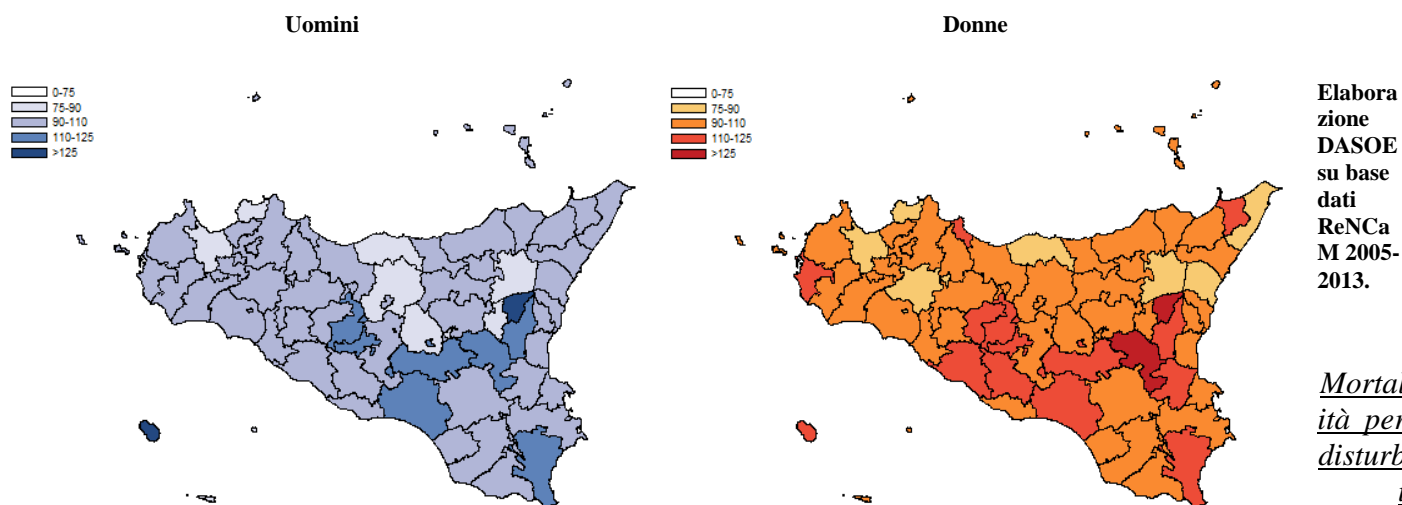 Uomini
Donne
0-75
75-90
90-110
110-125
>125
0-75
75-90
90-110
110-125
>125
Elabora
zione
DASOE
su base
dati
ReNCa
M 2005-
2013.
Mortal
ità per
disturb